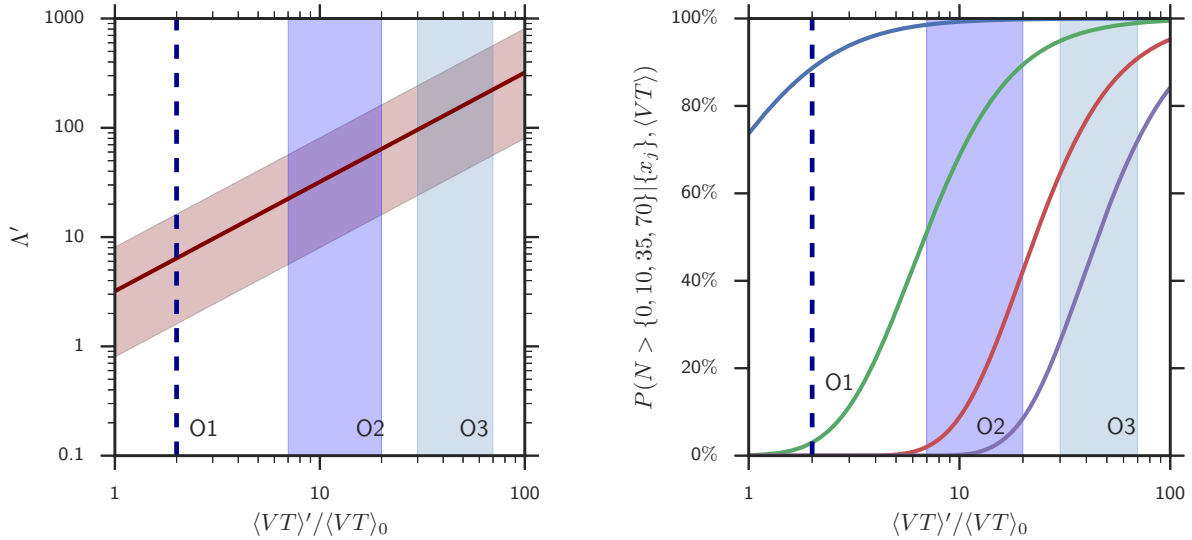 1000
100
10
1
0.1
Λ′
O1
O2
O3
1
10
100
⟨VT⟩′/⟨VT⟩₀
100%
80%
60%
40%
20%
0%
P(N > {0, 10, 35, 70}|{xⱼ}, ⟨VT⟩)
O1
O2
O3
1
10
100
⟨VT⟩′/⟨VT⟩₀